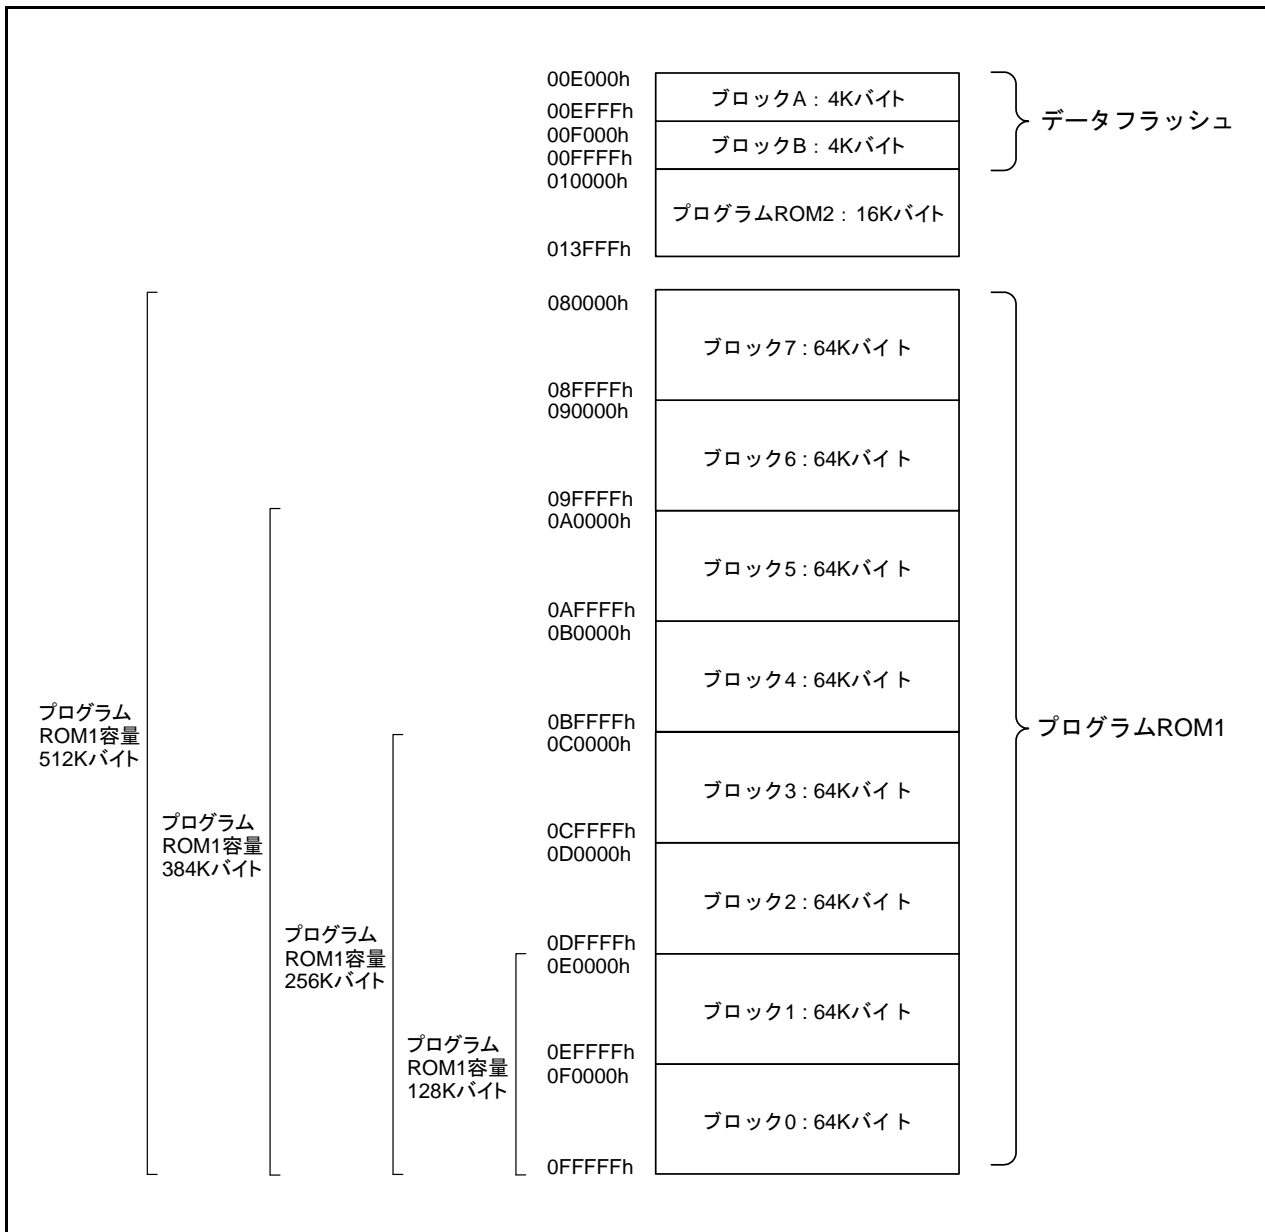 00E000h
ブロックA : 4Kバイト
00EFFFh
データフラッシュ
00F000h
ブロックB : 4Kバイト
00FFFFh
010000h
プログラムROM2 : 16Kバイト
013FFFh
080000h
ブロック7 : 64Kバイト
08FFFFh
090000h
ブロック6 : 64Kバイト
09FFFFh
0A0000h
ブロック5 : 64Kバイト
0AFFFFh
0B0000h
ブロック4 : 64Kバイト
0BFFFFh
0C0000h
プログラムROM1
ブロック3 : 64Kバイト
0CFFFFh
0D0000h
ブロック2 : 64Kバイト
0DFFFFh
0E0000h
ブロック1 : 64Kバイト
0EFFFFh
0F0000h
ブロック0 : 64Kバイト
0FFFFFh
プログラム
ROM1容量
512Kバイト
プログラム
ROM1容量
384Kバイト
プログラム
ROM1容量
256Kバイト
プログラム
ROM1容量
128Kバイト